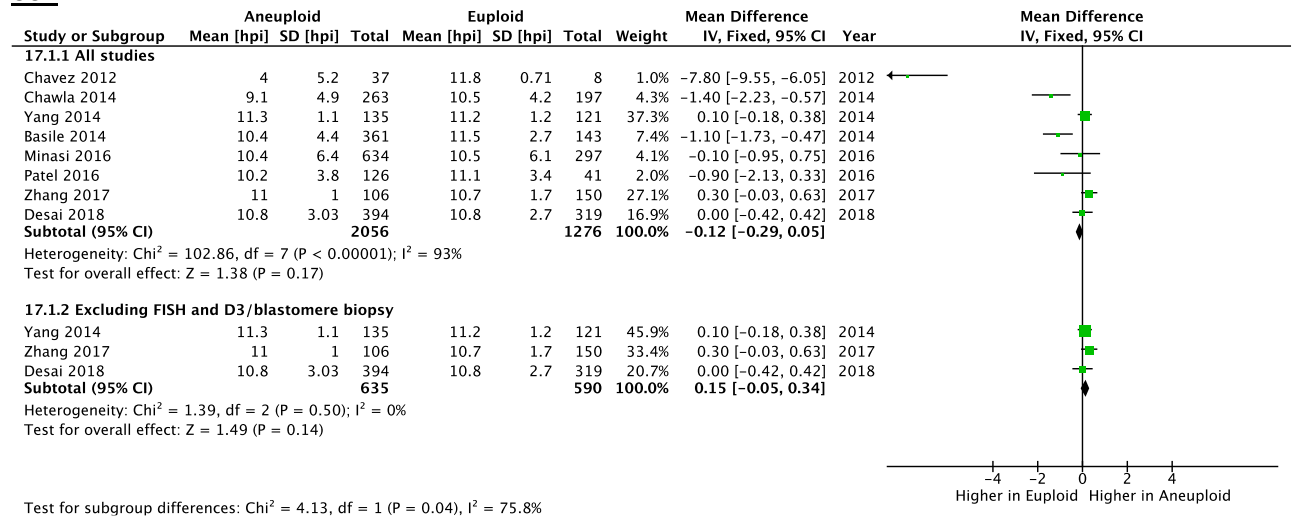 Aneuploid Euploid Mean Difference Mean Difference
Study or Subgroup Mean [hpi] SD [hpi] Total Mean [hpi] SD [hpi] Total Weight IV, Fixed, 95% CI Year IV, Fixed, 95% CI
17.1.1 All studies
Chavez 2012 4 5.2 37 11.8 0.71 8 1.0% −7.80 [−9.55, −6.05] 2012
Chawla 2014 9.1 4.9 263 10.5 4.2 197 4.3% −1.40 [−2.23, −0.57] 2014
Yang 2014 11.3 1.1 135 11.2 1.2 121 37.3% 0.10 [−0.18, 0.38] 2014
Basile 2014 10.4 4.4 361 11.5 2.7 143 7.4% −1.10 [−1.73, −0.47] 2014
Minasi 2016 10.4 6.4 634 10.5 6.1 297 4.1% −0.10 [−0.95, 0.75] 2016
Patel 2016 10.2 3.8 126 11.1 3.4 41 2.0% −0.90 [−2.13, 0.33] 2016
Zhang 2017 11 1 106 10.7 1.7 150 27.1% 0.30 [−0.03, 0.63] 2017
Desai 2018 10.8 3.03 394 10.8 2.7 319 16.9% 0.00 [−0.42, 0.42] 2018
Subtotal (95% CI) 2056 1276 100.0% −0.12 [−0.29, 0.05]
Heterogeneity: Chi² = 102.86, df = 7 (P < 0.00001); I² = 93%
Test for overall effect: Z = 1.38 (P = 0.17)
17.1.2 Excluding FISH and D3/blastomere biopsy
Yang 2014 11.3 1.1 135 11.2 1.2 121 45.9% 0.10 [−0.18, 0.38] 2014
Zhang 2017 11 1 106 10.7 1.7 150 33.4% 0.30 [−0.03, 0.63] 2017
Desai 2018 10.8 3.03 394 10.8 2.7 319 20.7% 0.00 [−0.42, 0.42] 2018
Subtotal (95% CI) 635 590 100.0% 0.15 [−0.05, 0.34]
Heterogeneity: Chi² = 1.39, df = 2 (P = 0.50); I² = 0%
Test for overall effect: Z = 1.49 (P = 0.14)
−4 −2 0 2 4
Higher in Euploid Higher in Aneuploid
Test for subgroup differences: Chi² = 4.13, df = 1 (P = 0.04), I² = 75.8%